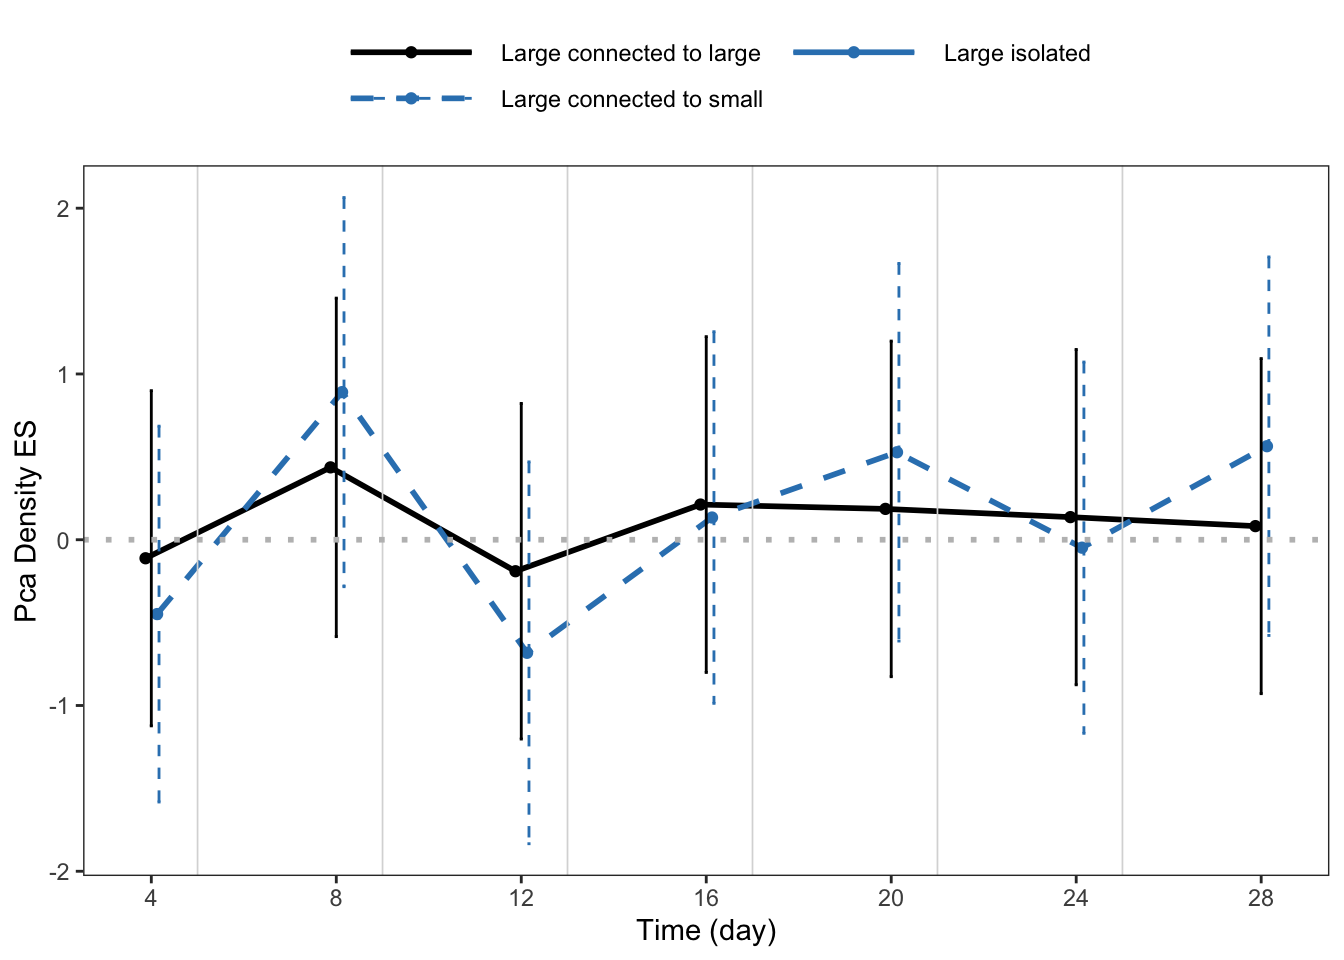 Large connected to large
Large isolated
Large connected to small
Pca Density ES
2
1
0
-1
-2
4 8 12 16 20 24 28
Time (day)